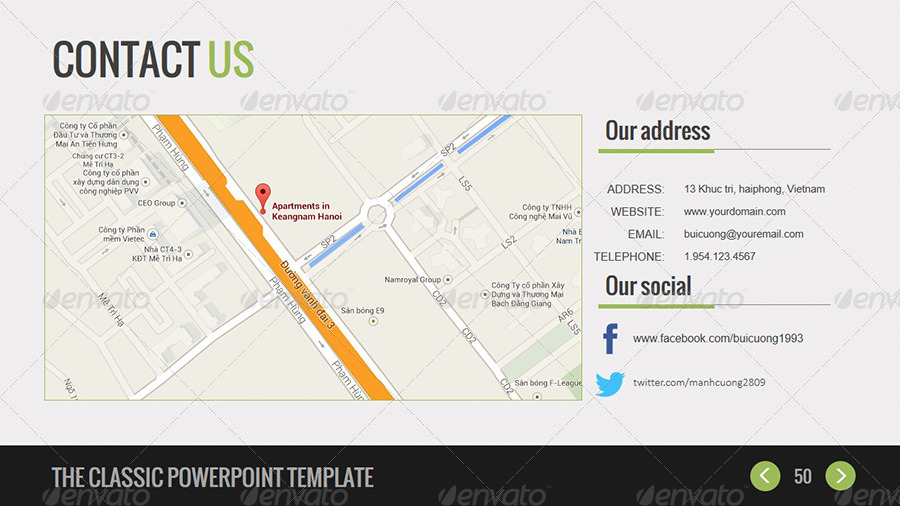 CONTACT US
Công ty Cổ phần
Đầu Tư và Thương
Mại An Tiến Hưng
Chung cư CT3-2
Mễ Trì Hạ
Công ty cổ phần
xây dựng dân dụng
công nghiệp PVV
CEO Group
Công ty Phần
mềm Vietec
Nhà CT4-3
KĐT Mễ Trì Hạ
Mễ Trì Hạ
Phạm Hùng
Apartments in
Keangnam Hanoi
SP2
SP2
LS5
LS2
Công ty TNHH
Công nghệ Mai Vũ
Nhà B
Nam Tr
Đường vành đai 3
Phạm Hùng
Phạm Hùn
Namroyal Group
CD2
CD2
CD2
Công ty Cổ phần Xây
Dựng và Thương Mại
Bạch Đằng Giang
Sân bóng E9
AR6
LS5
Sân bóng F-League
Our address
ADDRESS: 13 Khuc tri, haiphong, Vietnam
WEBSITE: www.yourdomain.com
EMAIL: buicuong@youremail.com
TELEPHONE: 1.954.123.4567
Our social
www.facebook.com/buicuong1993
twitter.com/manhcuong2809
THE CLASSIC POWERPOINT TEMPLATE
50
envato